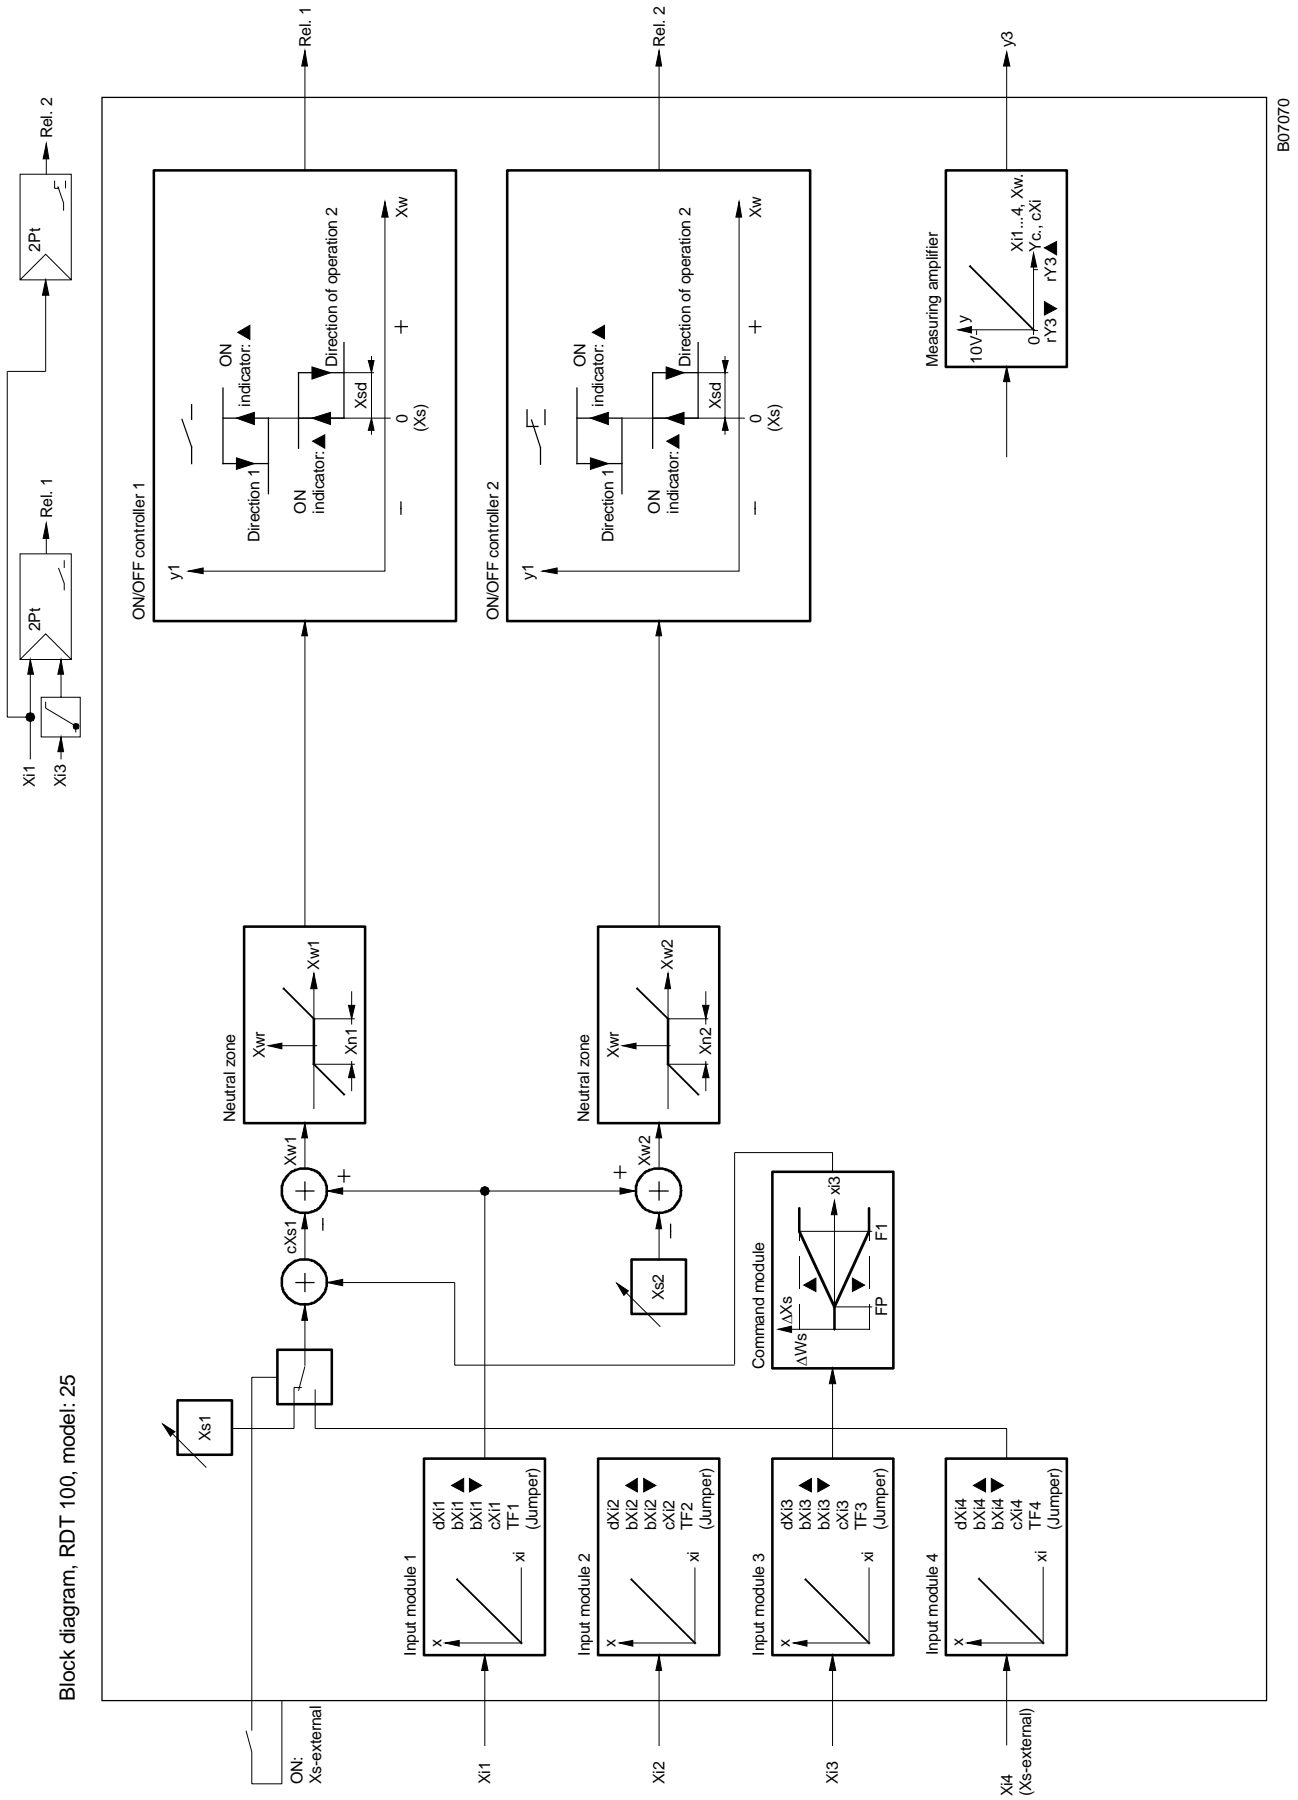 Block diagram, RDT 100, model: 25
Xi1
Xi3
2Pt
Rel. 1
2Pt
Rel. 2
ON:
Xs-external
Xs1
cXs1
Xw1
+
+
–
+
Neutral zone
Xwr
Xw1
Xn1
ON/OFF controller 1
y1
Direction 1
ON
indicator: ▲
ON
indicator: ▲
Direction of operation 2
Xsd
–
0
(Xs)
+
Xw
Rel. 1
Xi1
Input module 1
x
xi
dXi1
bXi1 ▲
bXi1 ▼
cXi1
TF1
(Jumper)
Xi2
Input module 2
x
xi
dXi2
bXi2 ▲
bXi2 ▼
cXi2
TF2
(Jumper)
Xs2
+
+
–
Xw2
Neutral zone
Xwr
Xw2
Xn2
ON/OFF controller 2
y1
Direction 1
ON
indicator: ▲
ON
indicator: ▲
Direction of operation 2
Xsd
–
0
(Xs)
+
Xw
Rel. 2
Xi3
Input module 3
x
xi
dXi3
bXi3 ▲
bXi3 ▼
cXi3
TF3
(Jumper)
Command module
ΔWs
ΔXs
▲
▼
FP
F1
xi3
Xi4
(Xs-external)
Input module 4
x
xi
dXi4
bXi4 ▲
bXi4 ▼
cXi4
TF4
(Jumper)
Measuring amplifier
10V
y
0
Xi1...4, Xw.
Yc., cXi
rY3 ▼
rY3 ▲
y3
B07070